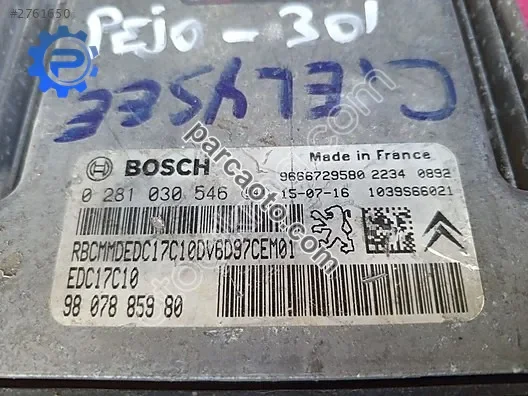 #2761650
PEJO - 301
C.ELYSEE
BOSCH
Made in France
9666729580 2234 0892
0 281 030 546
15-07-16 1039S66021
RBCMMDEDC17C10DV6D97CEM01
EDC17C10
98 078 859 80
parcaoto.com